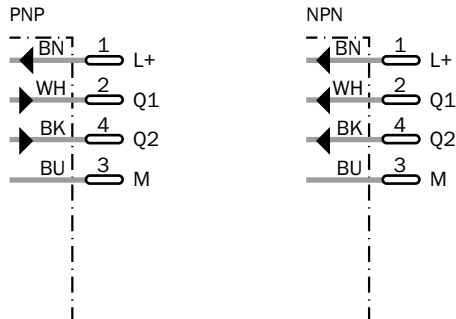 PNP
BN 1 L+
WH 2 Q1
BK 4 Q2
BU 3 M
NPN
BN 1 L+
WH 2 Q1
BK 4 Q2
BU 3 M